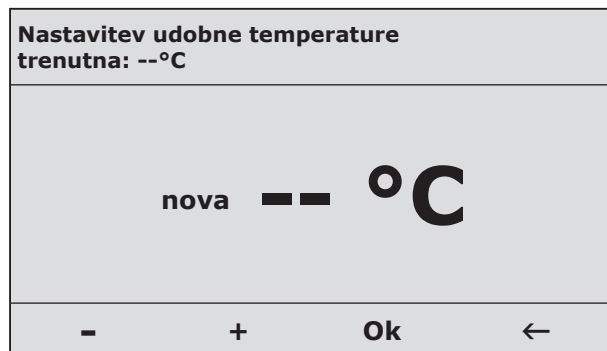 Nastavitev udobne temperature
trenutna: --°C
nova -- °C
- + Ok ←